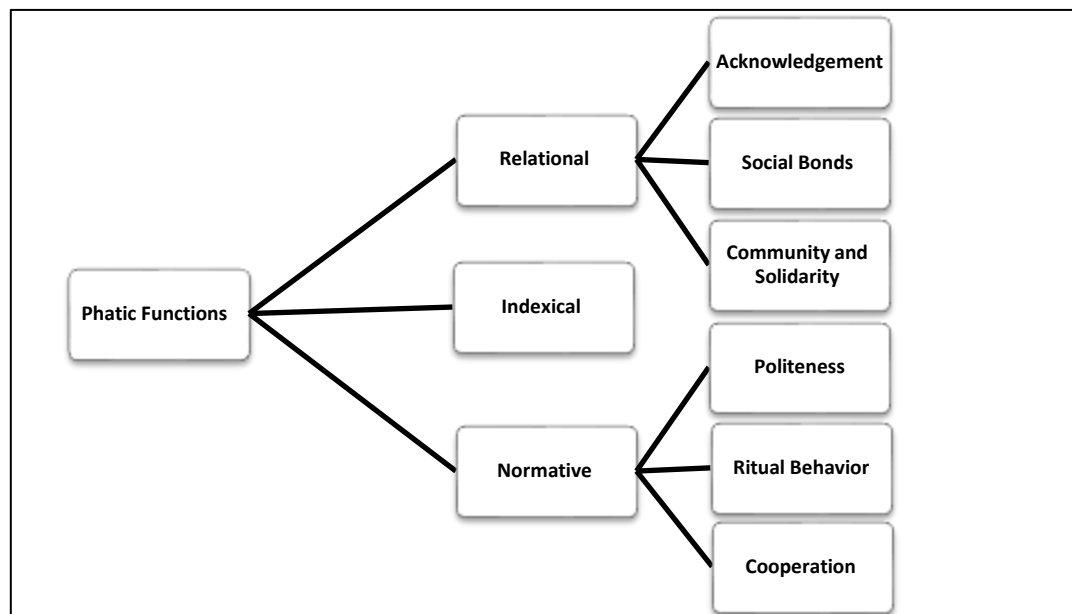 Phatic Functions
Relational
Acknowledgement
Social Bonds
Community and
Solidarity
Indexical
Normative
Politeness
Ritual Behavior
Cooperation